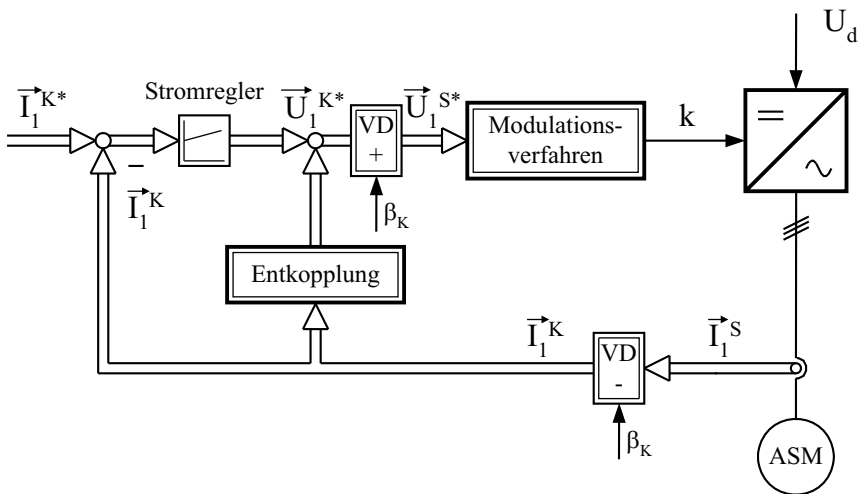 U_d
I_1^K*
Stromregler
U_1^K*
VD
+
U_1^S*
Modulations-
verfahren
k
=
~
−
I_1^K
β_K
Entkopplung
I_1^K
VD
-
I_1^S
β_K
ASM